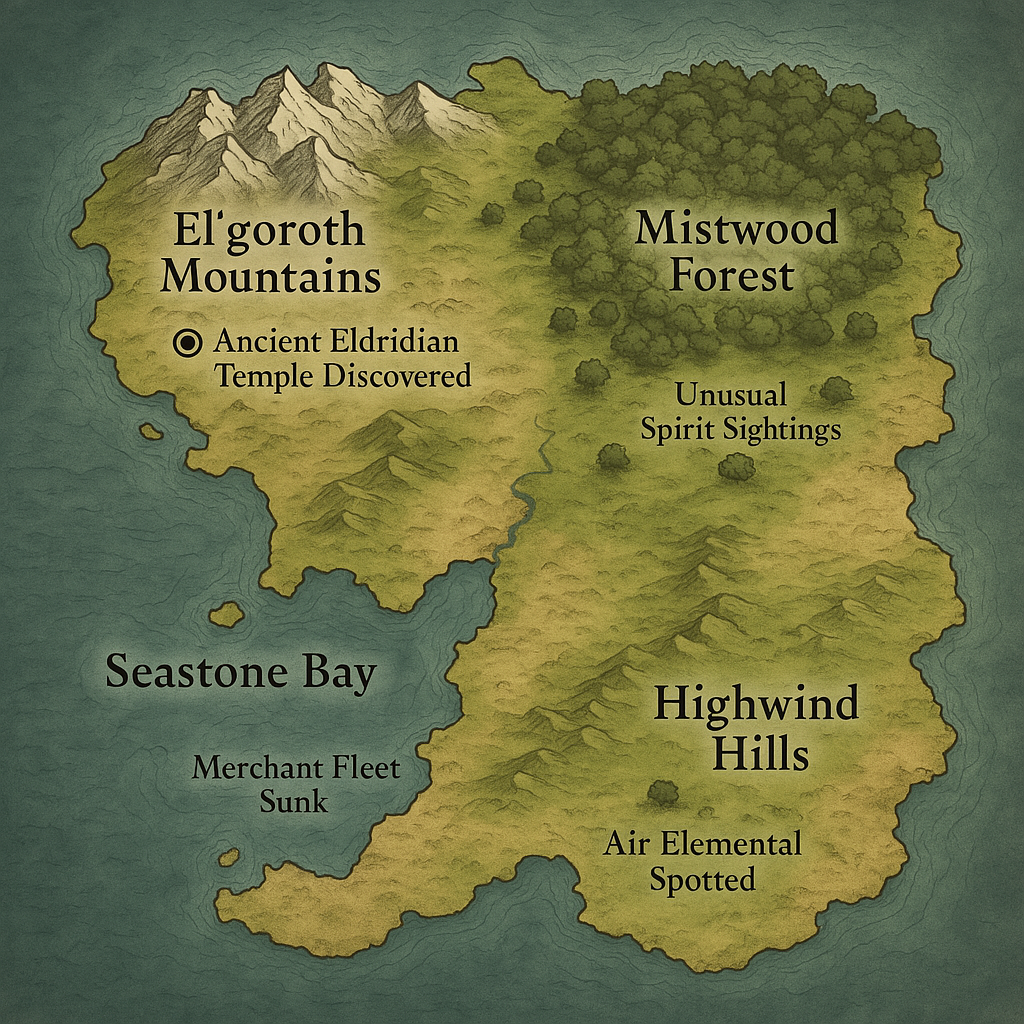 El'goroth
Mountains
Ancient Eldridian
Temple Discovered
Mistwood
Forest
Unusual
Spirit Sightings
Seastone Bay
Merchant Fleet
Sunk
Highwind
Hills
Air Elemental
Spotted